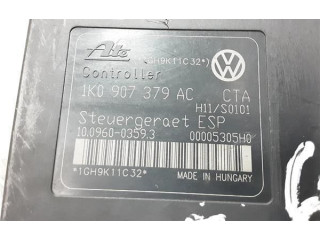 Ate *GH9K11C32*)
Controller
1K0 907 379 AC CTA
H11/S0101
Steuergeraet ESP
10.0960-0359.3 00005305H0
*1GH9K11C32* MADE IN HUNGARY